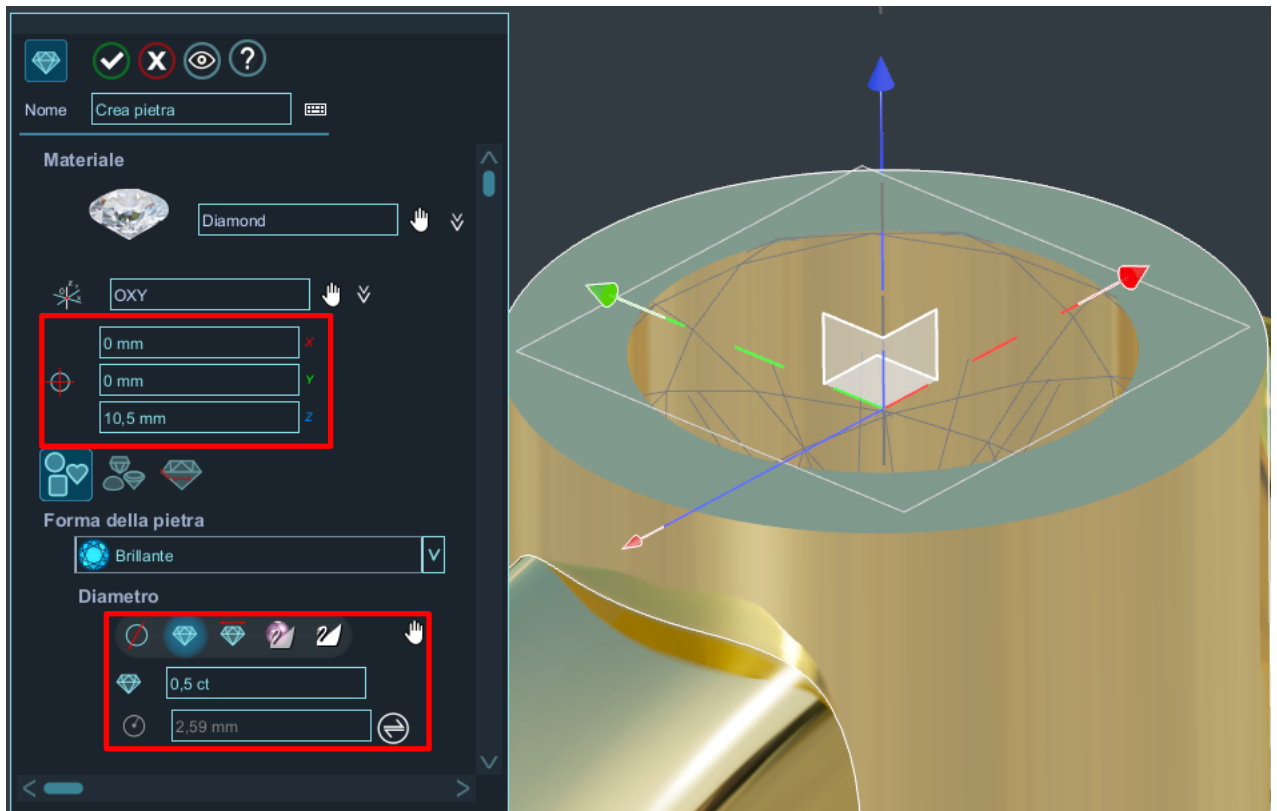 ?
Nome
Crea pietra
Materiale
Diamond
OXY
0 mm X
0 mm Y
10,5 mm Z
Forma della pietra
Brillante
Diametro
0,5 ct
2,59 mm